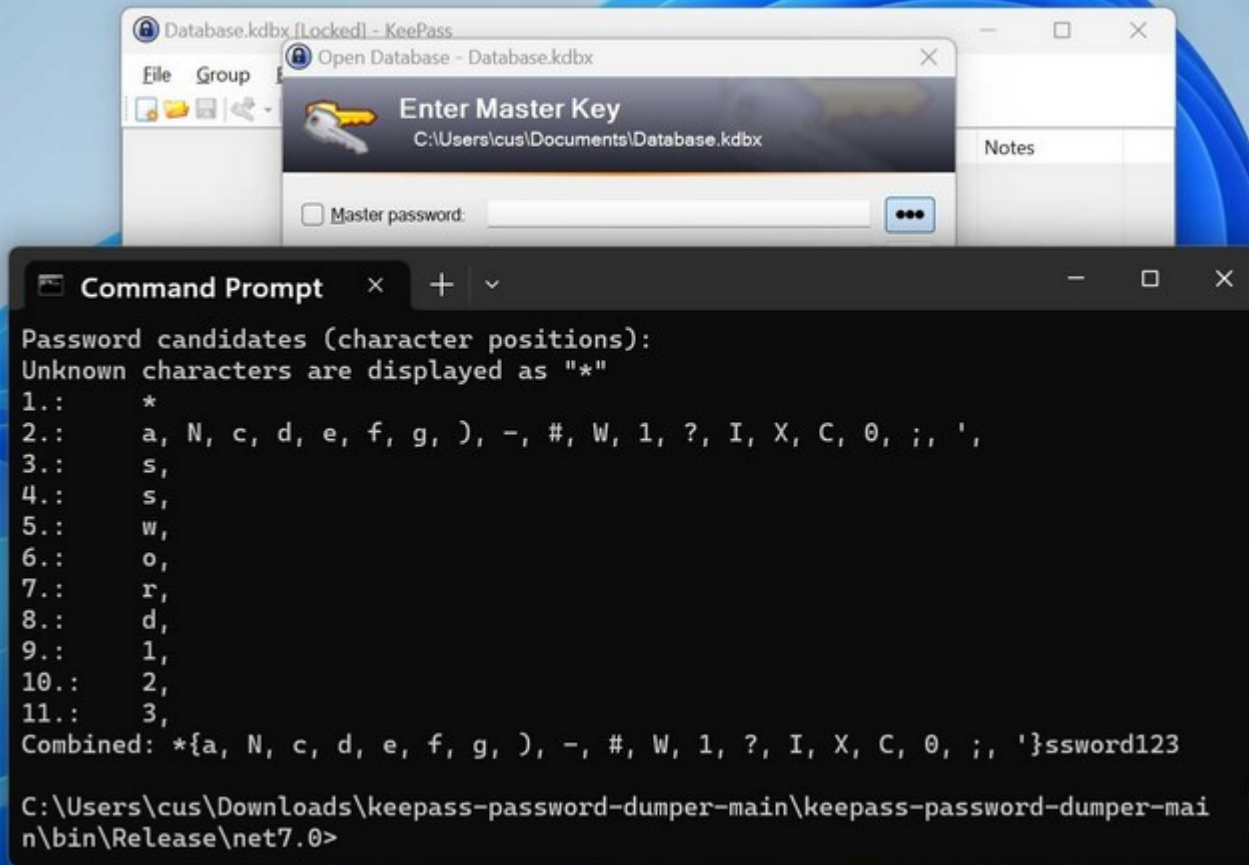 Database.kdbx [Locked] - KeePass
Open Database - Database.kdbx
File Group
Enter Master Key
C:\Users\cus\Documents\Database.kdbx
Notes
Master password:
Command Prompt
Password candidates (character positions):
Unknown characters are displayed as "*"
1.: *
2.: a, N, c, d, e, f, g, ), -, #, W, 1, ?, I, X, C, 0, ;, ',
3.: s,
4.: s,
5.: w,
6.: o,
7.: r,
8.: d,
9.: 1,
10.: 2,
11.: 3,
Combined: *{a, N, c, d, e, f, g, ), -, #, W, 1, ?, I, X, C, 0, ;, '}ssword123
C:\Users\cus\Downloads\keepass-password-dumper-main\keepass-password-dumper-mai
n\bin\Release\net7.0>